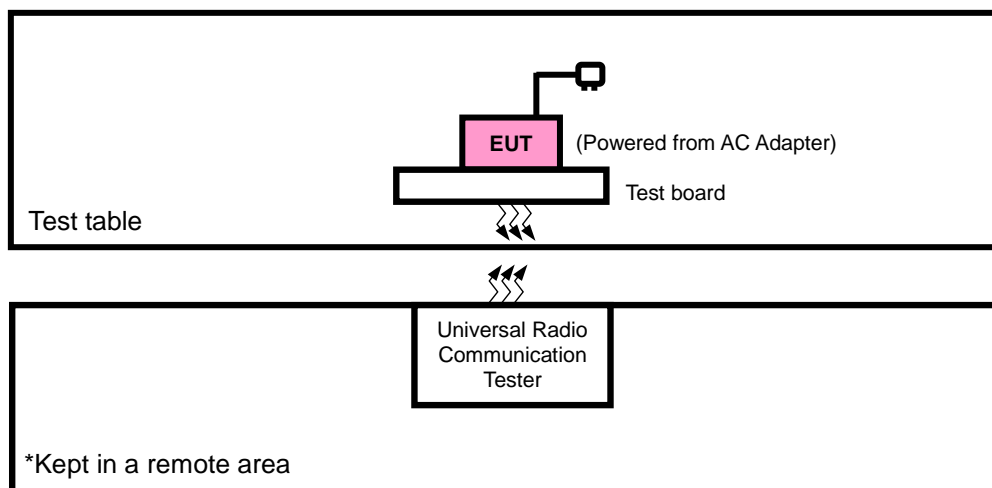 EUT
(Powered from AC Adapter)
Test board
Test table
Universal Radio
Communication
Tester
*Kept in a remote area